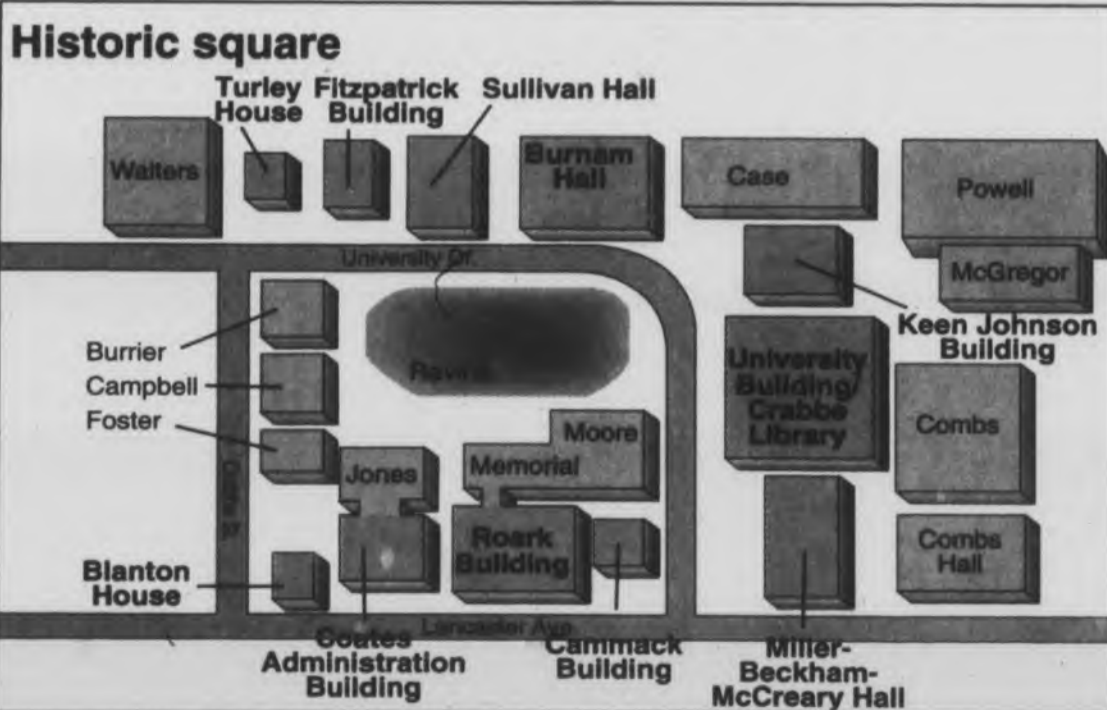 Historic square
Turley
House
Fitzpatrick
Building
Sullivan Hall
Walters
Burnam
Hall
Case
Powell
University Dr.
McGregor
Keen Johnson
Building
Burrier
Campbell
Foster
Ravine
University
Building/
Crabbe
Library
Combs
Moore
Memorial
Jones
Roark
Building
Combs
Hall
Blanton
House
Lancaster Ave.
Coates
Administration
Building
Cammack
Building
Miller-
Beckham-
McCreary Hall